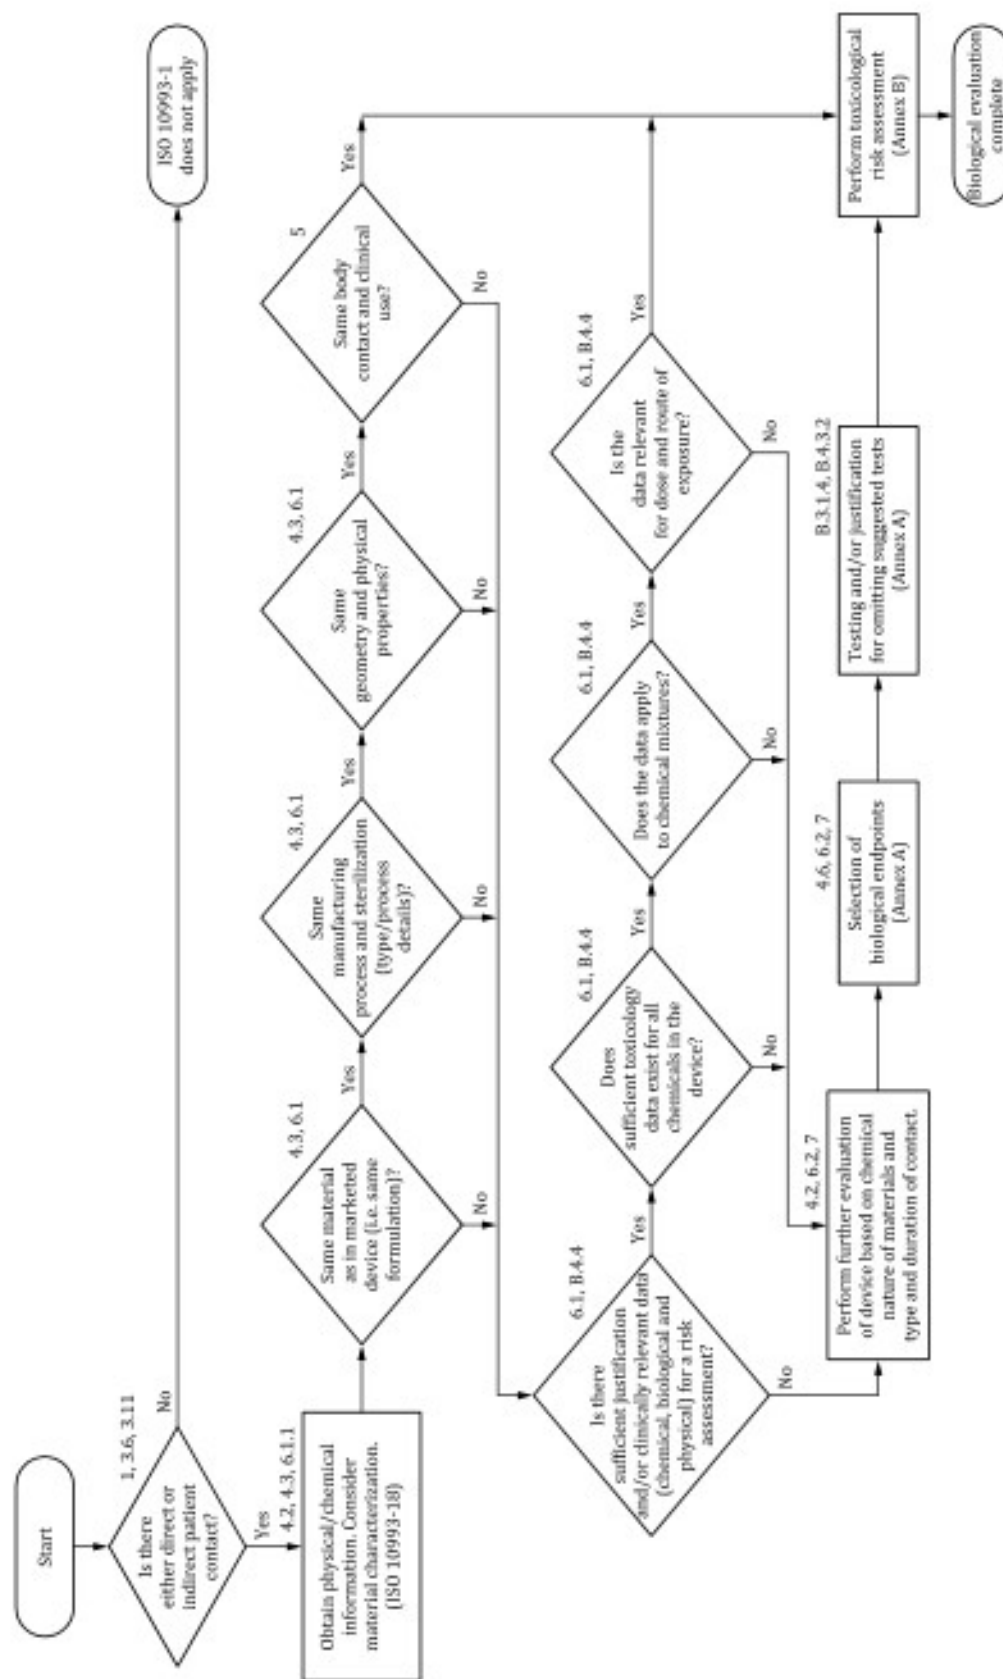 Start
1, 3.6, 3.11
Is there
either direct or
indirect patient
contact?
No
ISO 10993-1
does not apply
Yes
4.2, 4.3, 6.1.1
Obtain physical/chemical
information. Consider
material characterization.
(ISO 10993-18)
4.3, 6.1
Same material
as in marketed
device (i.e. same
formulation)?
Yes
No
4.3, 6.1
Same
manufacturing
process and sterilization
(type/process
details)?
Yes
No
4.3, 6.1
Same
geometry and physical
properties?
Yes
No
5
Same body
contact and clinical
use?
Yes
No
6.1, B.4.4
Is there
sufficient justification
and/or clinically relevant data
(chemical, biological and
physical) for a risk
assessment?
Yes
No
6.1, B.4.4
Does
sufficient toxicology
data exist for all
chemicals in the
device?
Yes
No
6.1, B.4.4
Does the data apply
to chemical mixtures?
Yes
No
6.1, B.4.4
Is the
data relevant
for dose and route of
exposure?
Yes
No
4.2, 6.2, 7
Perform further evaluation
of device based on chemical
nature of materials and
type and duration of contact.
4.6, 6.2, 7
Selection of
biological endpoints
(Annex A)
B.3.1.4, B.4.3.2
Testing and/or justification
for omitting suggested tests
(Annex A)
Perform toxicological
risk assessment
(Annex B)
Biological evaluation
complete